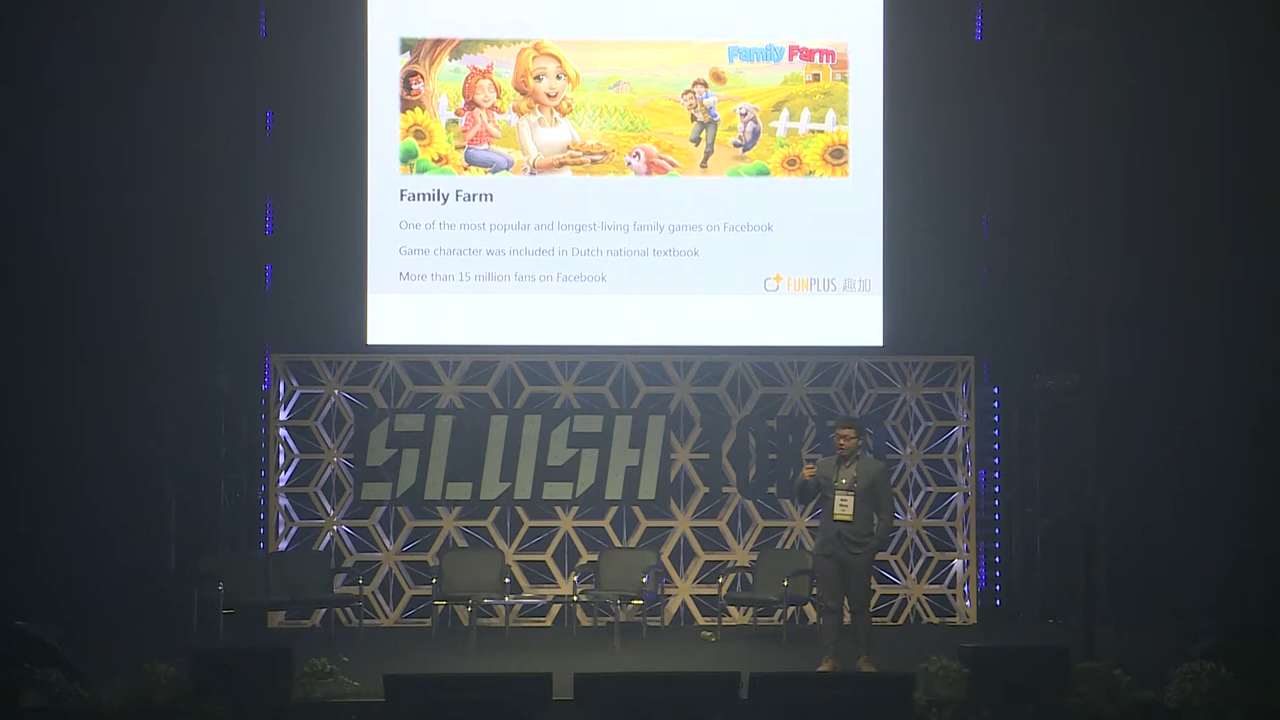 Family Farm
Family Farm
One of the most popular and longest-living family games on Facebook
Game character was included in Dutch national textbook
More than 15 million fans on Facebook
FUNPLUS 趣加
SLUSH